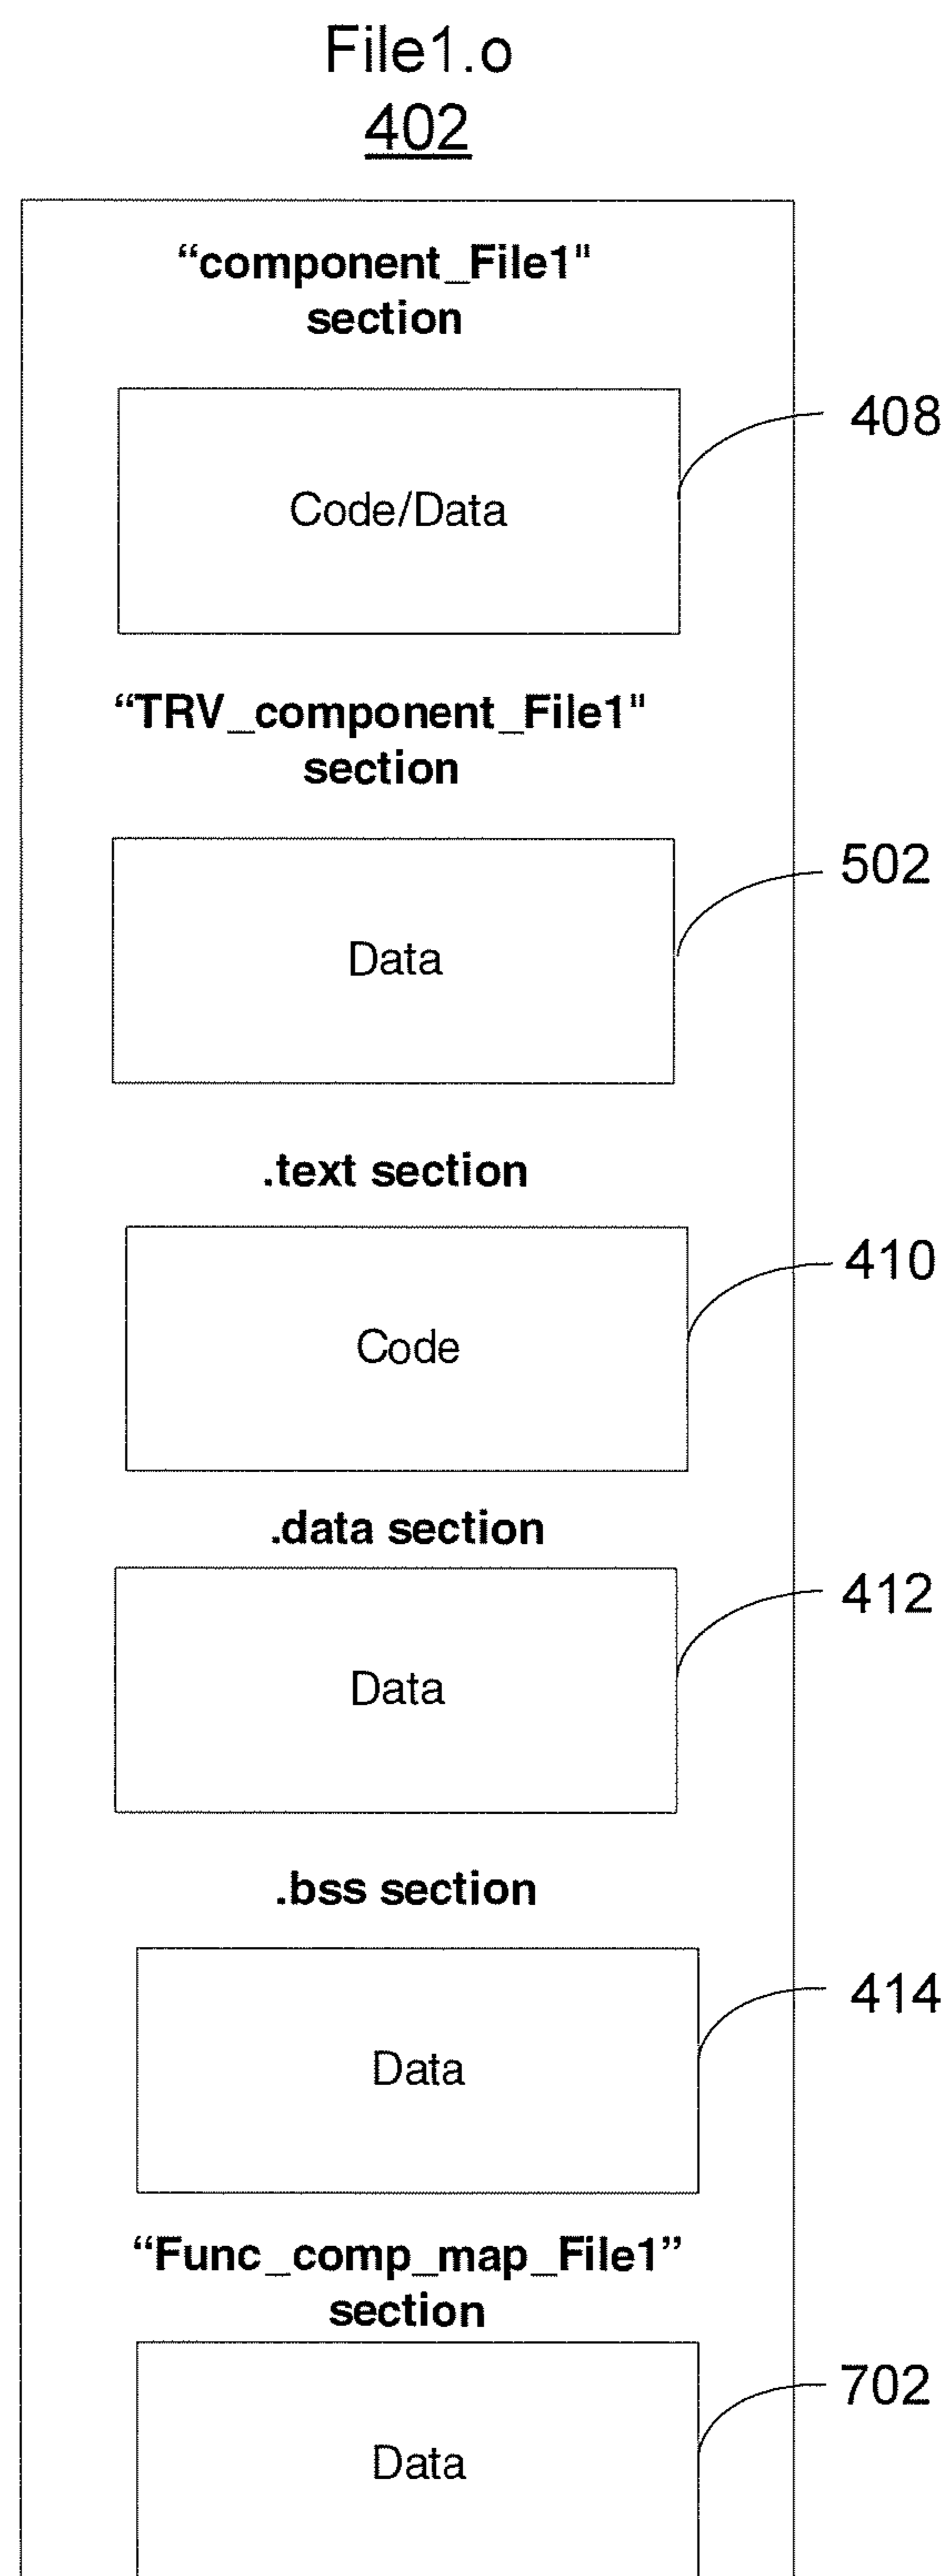 File1.o
402
“component_File1"
section
408
Code/Data
“TRV_component_File1"
section
502
Data
.text section
410
Code
.data section
412
Data
.bss section
414
Data
“Func_comp_map_File1”
section
702
Data